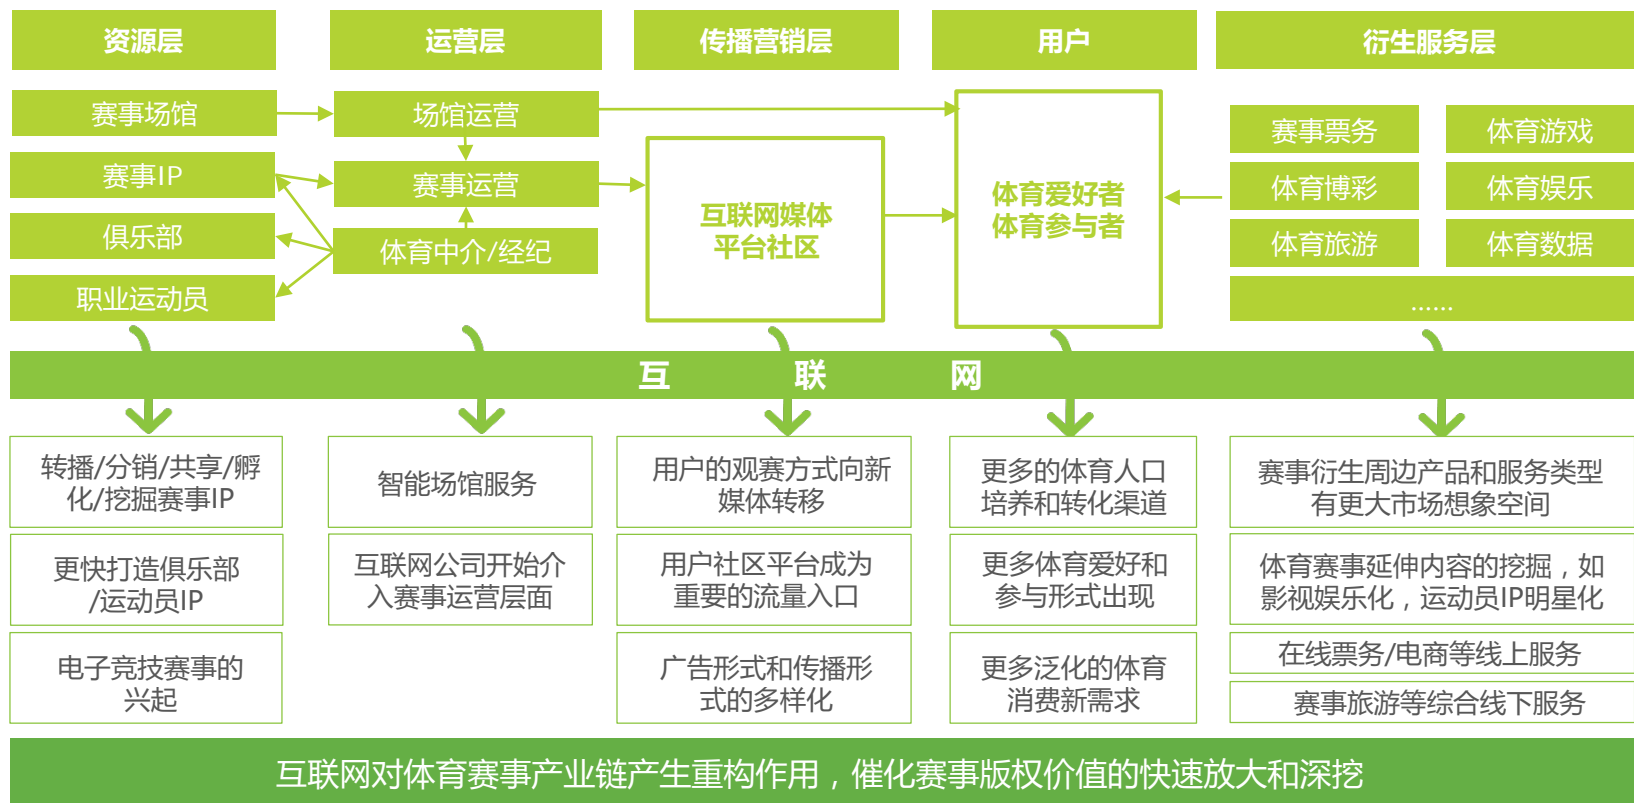 资源层
运营层
传播营销层
用户
衍生服务层
赛事场馆
赛事IP
俱乐部
职业运动员
场馆运营
赛事运营
体育中介/经纪
互联网媒体
平台社区
体育爱好者
体育参与者
赛事票务
体育游戏
体育博彩
体育娱乐
体育旅游
体育数据
......
互联网
转播/分销/共享/孵
化/挖掘赛事IP
更快打造俱乐部
/运动员IP
电子竞技赛事的
兴起
智能场馆服务
互联网公司开始介
入赛事运营层面
用户的观赛方式向新
媒体转移
用户社区平台成为
重要的流量入口
广告形式和传播形
式的多样化
更多的体育人口
培养和转化渠道
更多体育爱好和
参与形式出现
更多泛化的体育
消费新需求
赛事衍生周边产品和服务类型
有更大市场想象空间
体育赛事延伸内容的挖掘，如
影视娱乐化，运动员IP明星化
在线票务/电商等线上服务
赛事旅游等综合线下服务
互联网对体育赛事产业链产生重构作用，催化赛事版权价值的快速放大和深挖